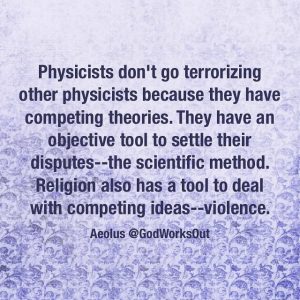 Physicists don't go terrorizing
other physicists because they have
competing theories. They have an
objective tool to settle their
disputes--the scientific method.
Religion also has a tool to deal
with competing ideas--violence.
Aeolus @GodWorksOut